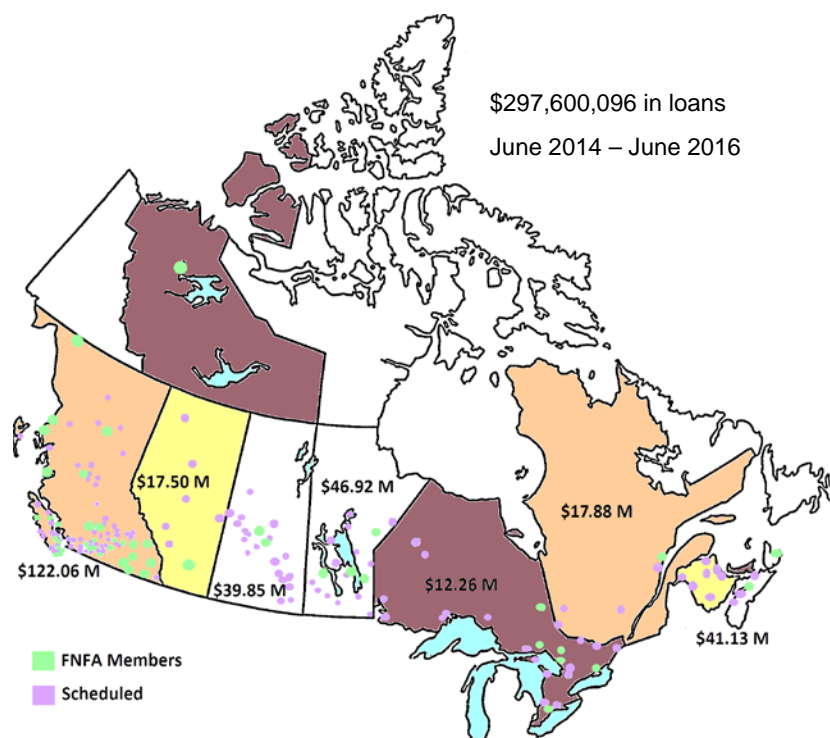 $297,600,096 in loans
June 2014 – June 2016
$17.50 M
$46.92 M
$17.88 M
$122.06 M
$39.85 M
$12.26 M
$41.13 M
FNFA Members
Scheduled